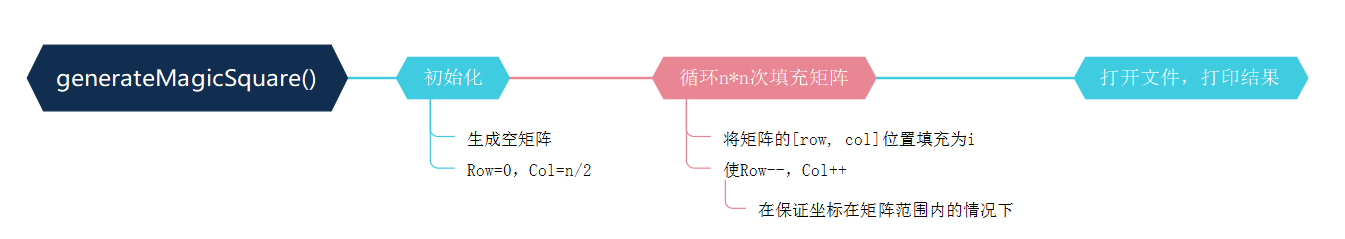 generateMagicSquare()
初始化
循环n*n次填充矩阵
打开文件，打印结果
生成空矩阵
Row=0，Col=n/2
将矩阵的[row, col]位置填充为i
使Row--，Col++
在保证坐标在矩阵范围内的情况下